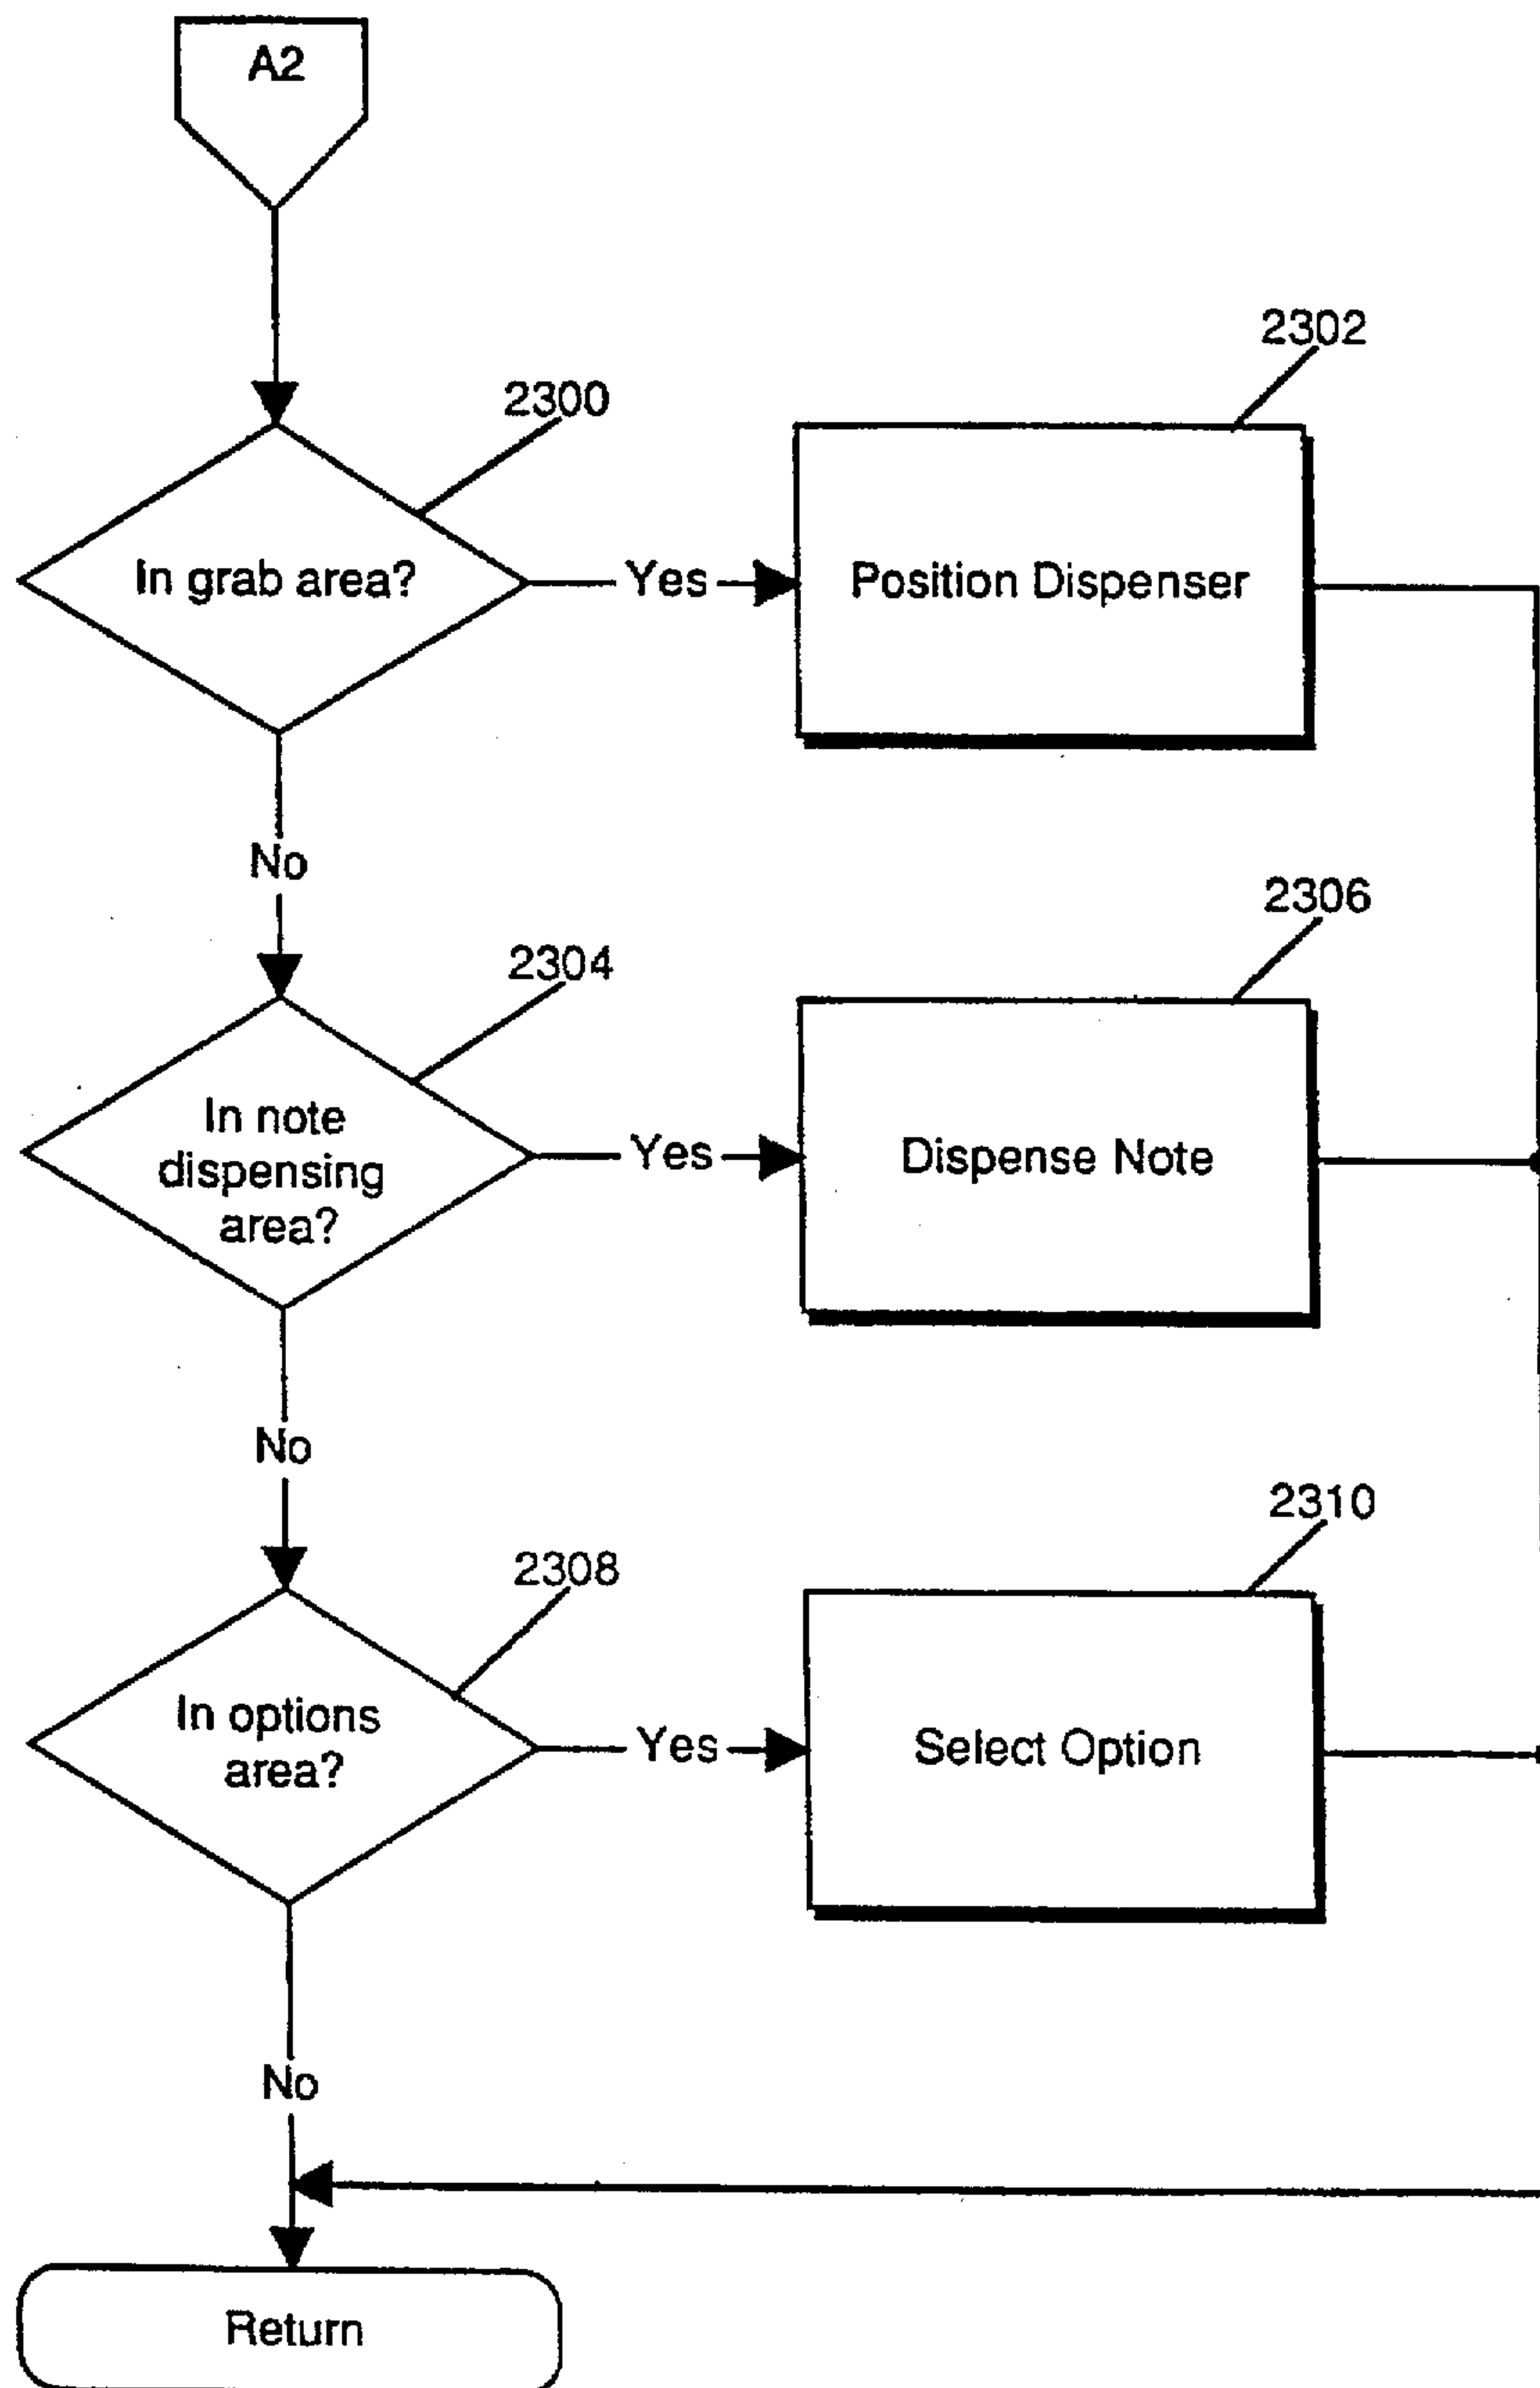 A2
2302
2300
In grab area?
Yes
Position Dispenser
No
2306
2304
In note
dispensing
area?
Yes
Dispense Note
No
2310
2308
In options
area?
Yes
Select Option
No
Return